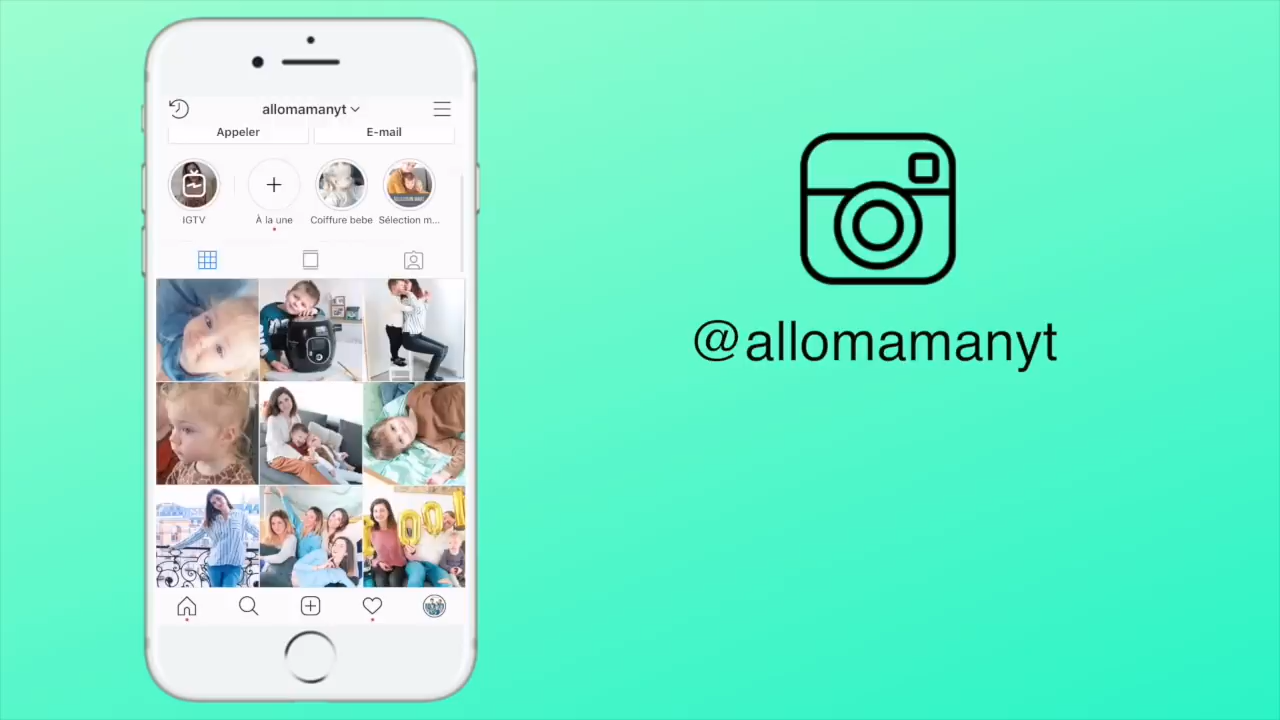 allomamanyt
Appeler E-mail
IGTV À la une Coiffure bebe Sélection m...
@allomamanyt